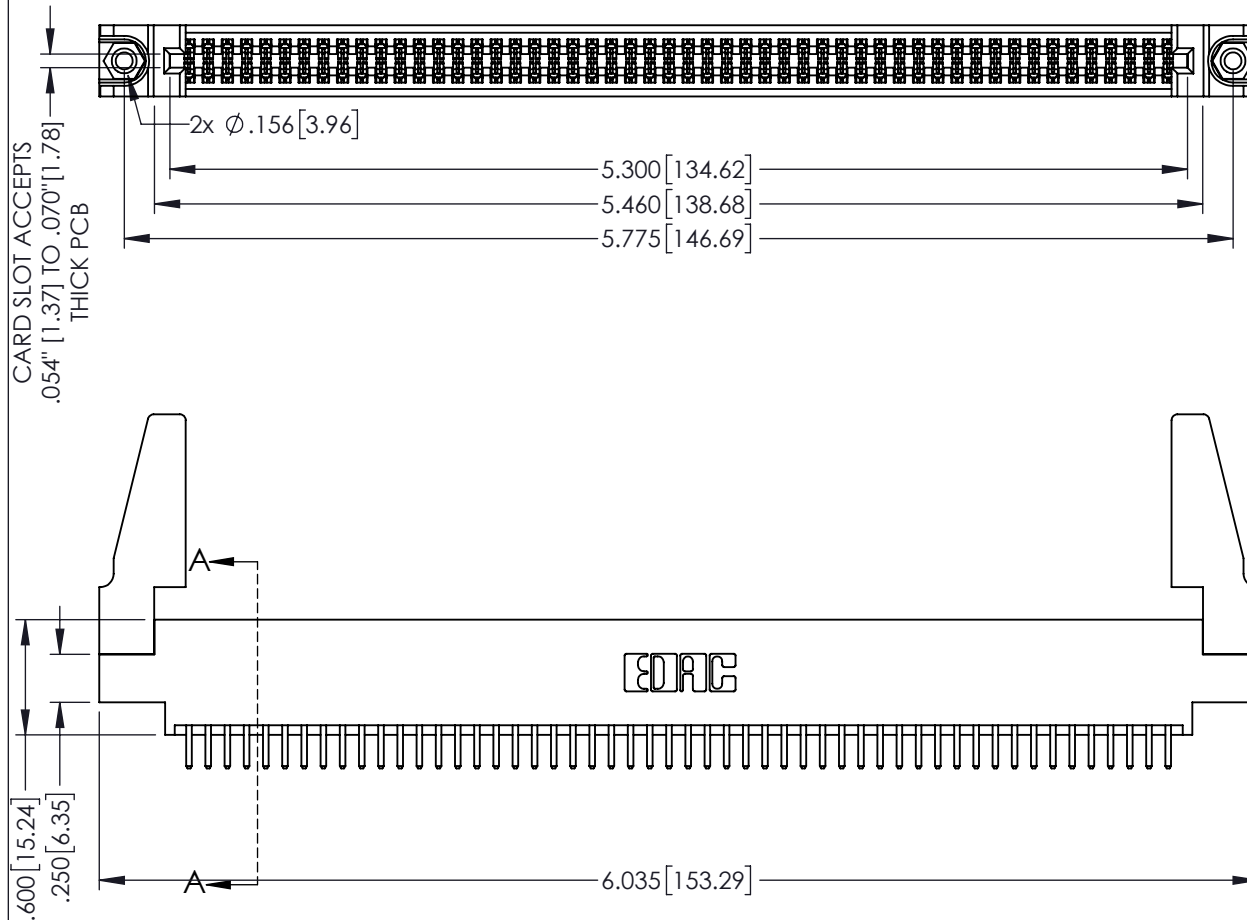 2x Ø .156[3.96]
5.300[134.62]
5.460[138.68]
5.775[146.69]
CARD SLOT ACCEPTS
.054" [1.37] TO .070"[1.78]
THICK PCB
A
EDAC
.600[15.24]
.250[6.35]
A
6.035[153.29]